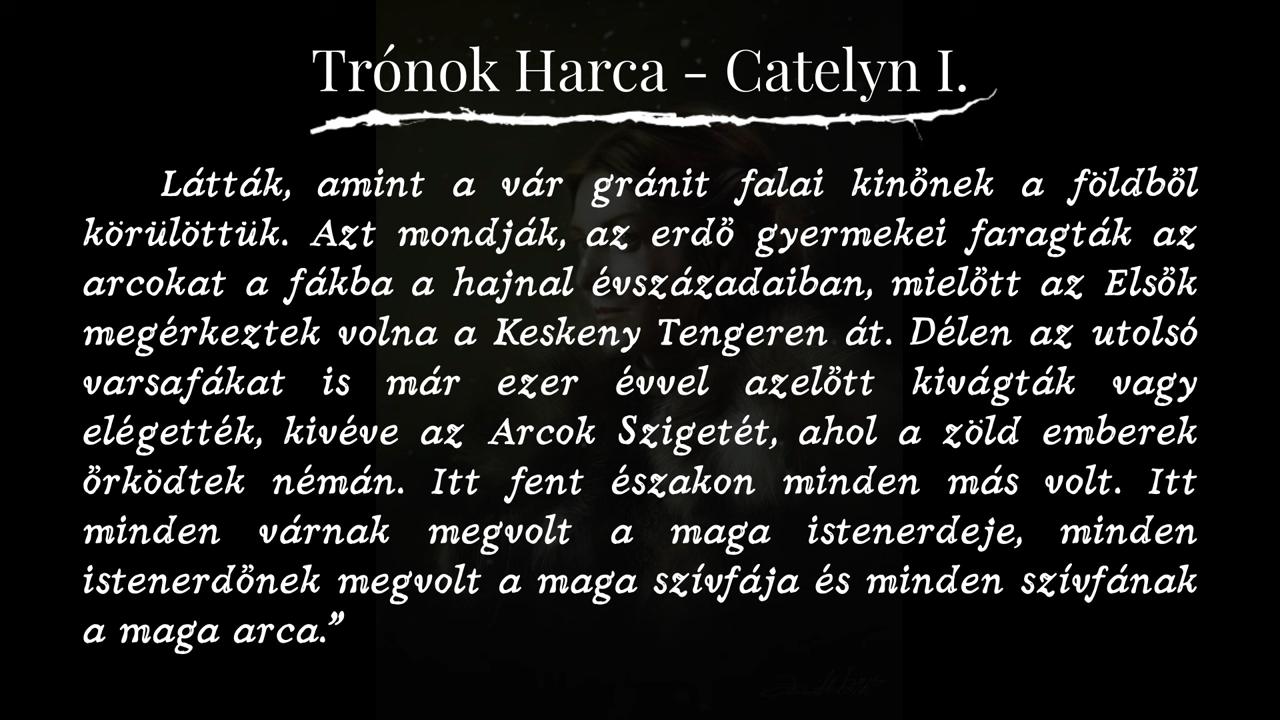 Trónok Harca - Catelyn I.
Látták, amint a vár gránit falai kinőnek a földből
körülöttük. Azt mondják, az erdő gyermekei faragták az
arcokat a fákba a hajnal évszázadaiban, mielőtt az Elsők
megérkeztek volna a Keskeny Tengeren át. Délen az utolsó
varsafákat is már ezer évvel azelőtt kivágták vagy
elégették, kivéve az Arcok Szigetét, ahol a zöld emberek
őrködtek némán. Itt fent északon minden más volt. Itt
minden várnak megvolt a maga istenerdeje, minden
istenerdőnek megvolt a maga szívfája és minden szívfának
a maga arca.”